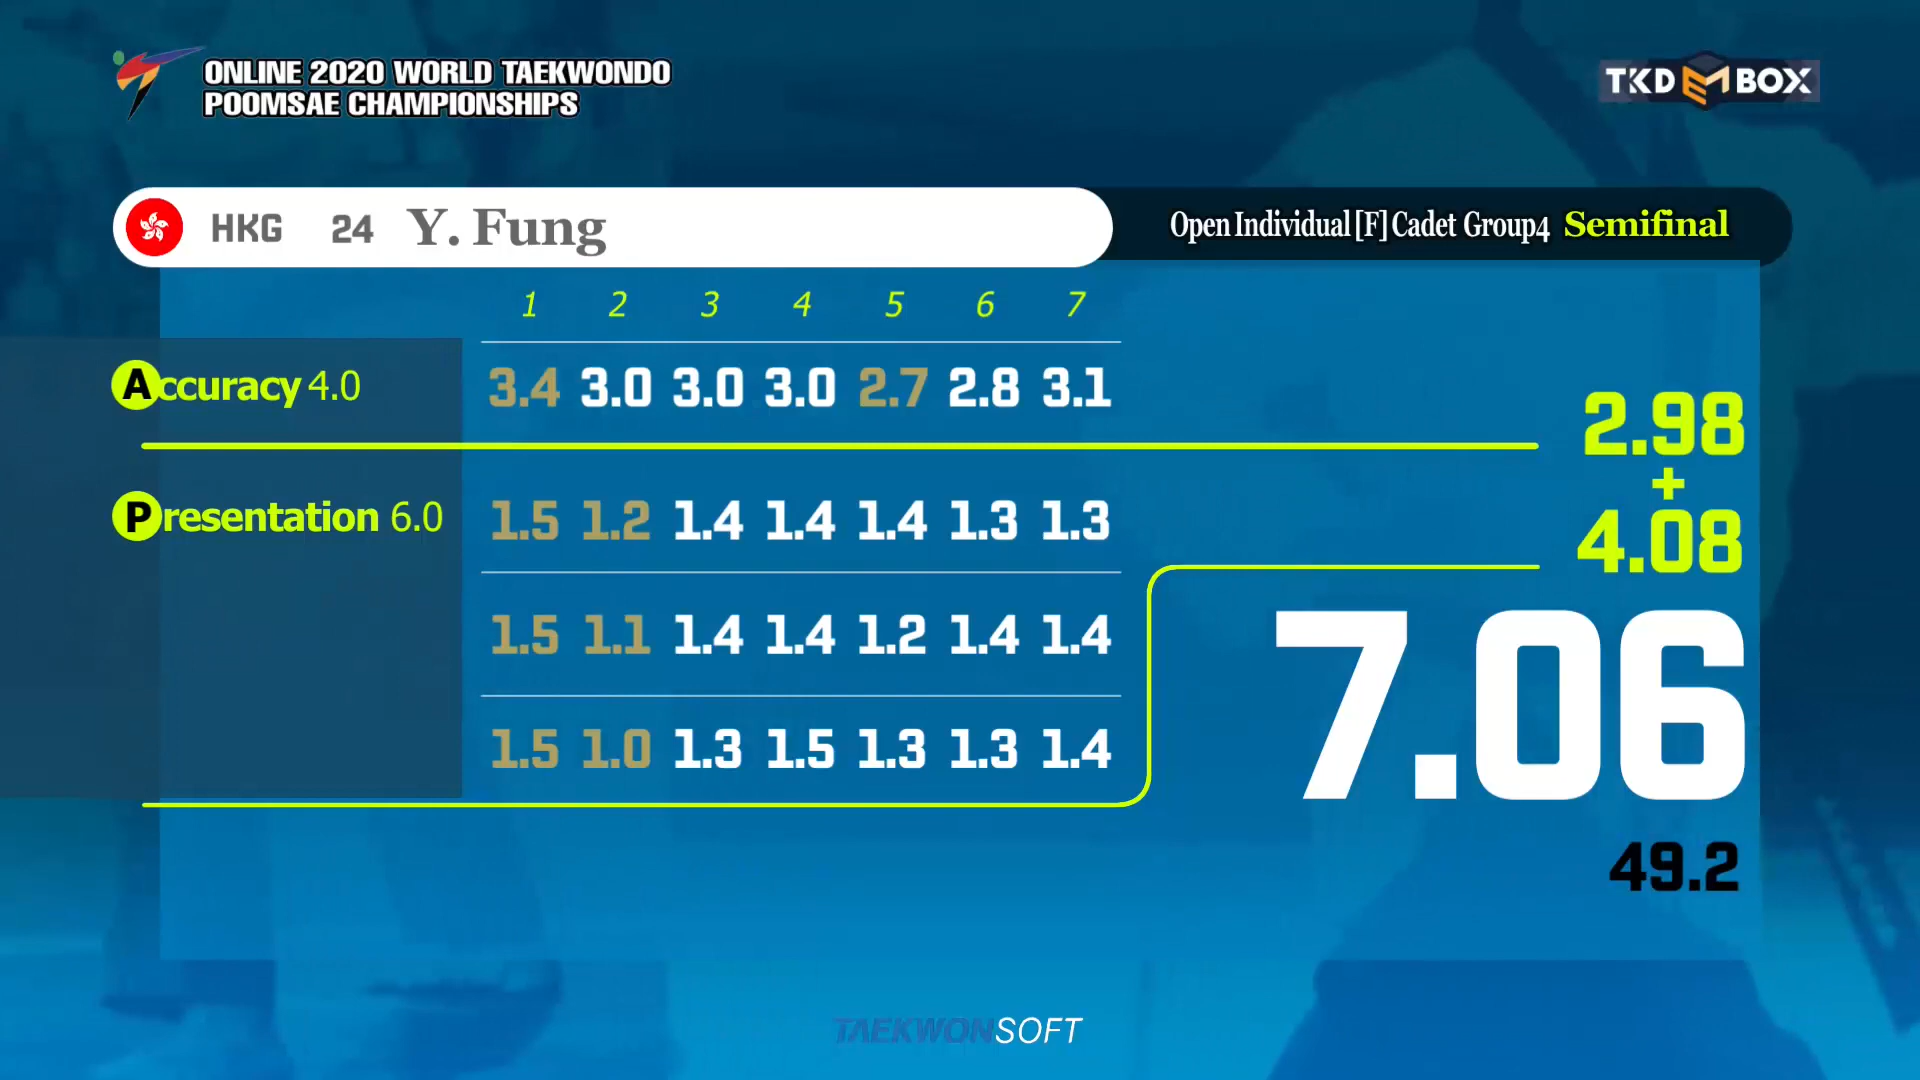 ONLINE 2020 WORLD TAEKWONDO
POOMSAE CHAMPIONSHIPS
TKD BOX
HKG 24 Y. Fung
Open Individual [F] Cadet Group4 Semifinal
1 2 3 4 5 6 7
Accuracy 4.0 3.4 3.0 3.0 3.0 2.7 2.8 3.1
2.98
+
Presentation 6.0 1.5 1.2 1.4 1.4 1.4 1.3 1.3
4.08
1.5 1.1 1.4 1.4 1.2 1.4 1.4
1.5 1.0 1.3 1.5 1.3 1.3 1.4
7.06
49.2
TAEKWONSOFT